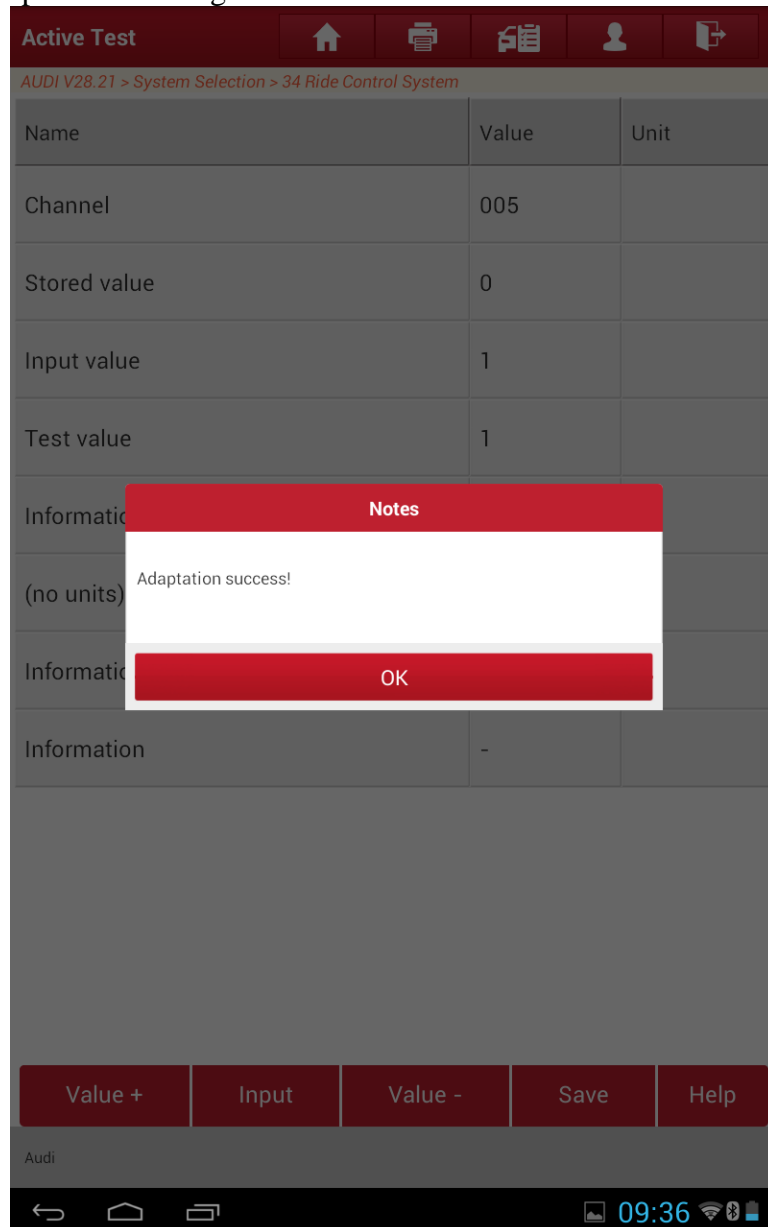 Active Test
AUDI V28.21 > System Selection > 34 Ride Control System
Name Value Unit
Channel 005
Stored value 0
Input value 1
Test value 1
Notes
Informatio
Adaptation success!
(no units)
Informatio
OK
Information -
Value + Input Value - Save Help
Audi
09:36